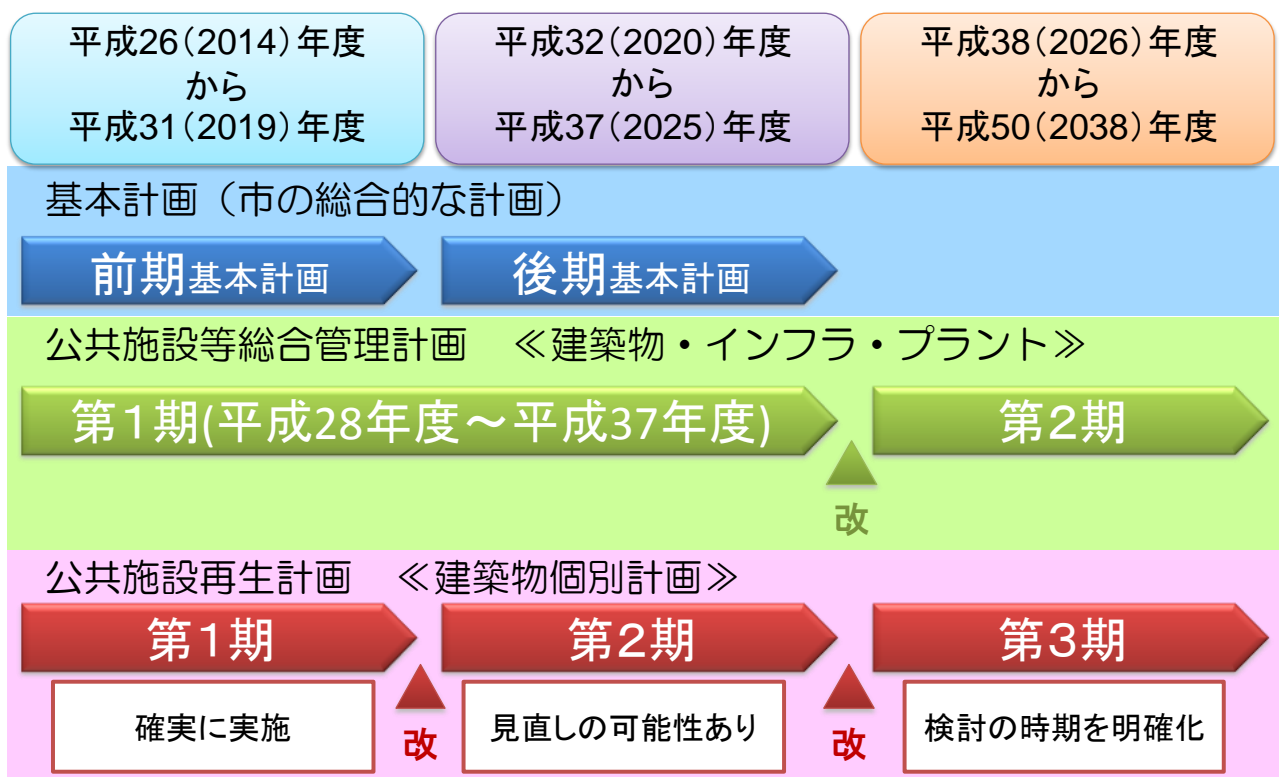 平成26(2014)年度
から
平成31(2019)年度
平成32(2020)年度
から
平成37(2025)年度
平成38(2026)年度
から
平成50(2038)年度
基本計画（市の総合的な計画）
前期基本計画
後期基本計画
公共施設等総合管理計画　≪建築物・インフラ・プラント≫
第１期(平成28年度～平成37年度)
第２期
改
公共施設再生計画　≪建築物個別計画≫
第１期
第２期
第３期
確実に実施
改
見直しの可能性あり
改
検討の時期を明確化